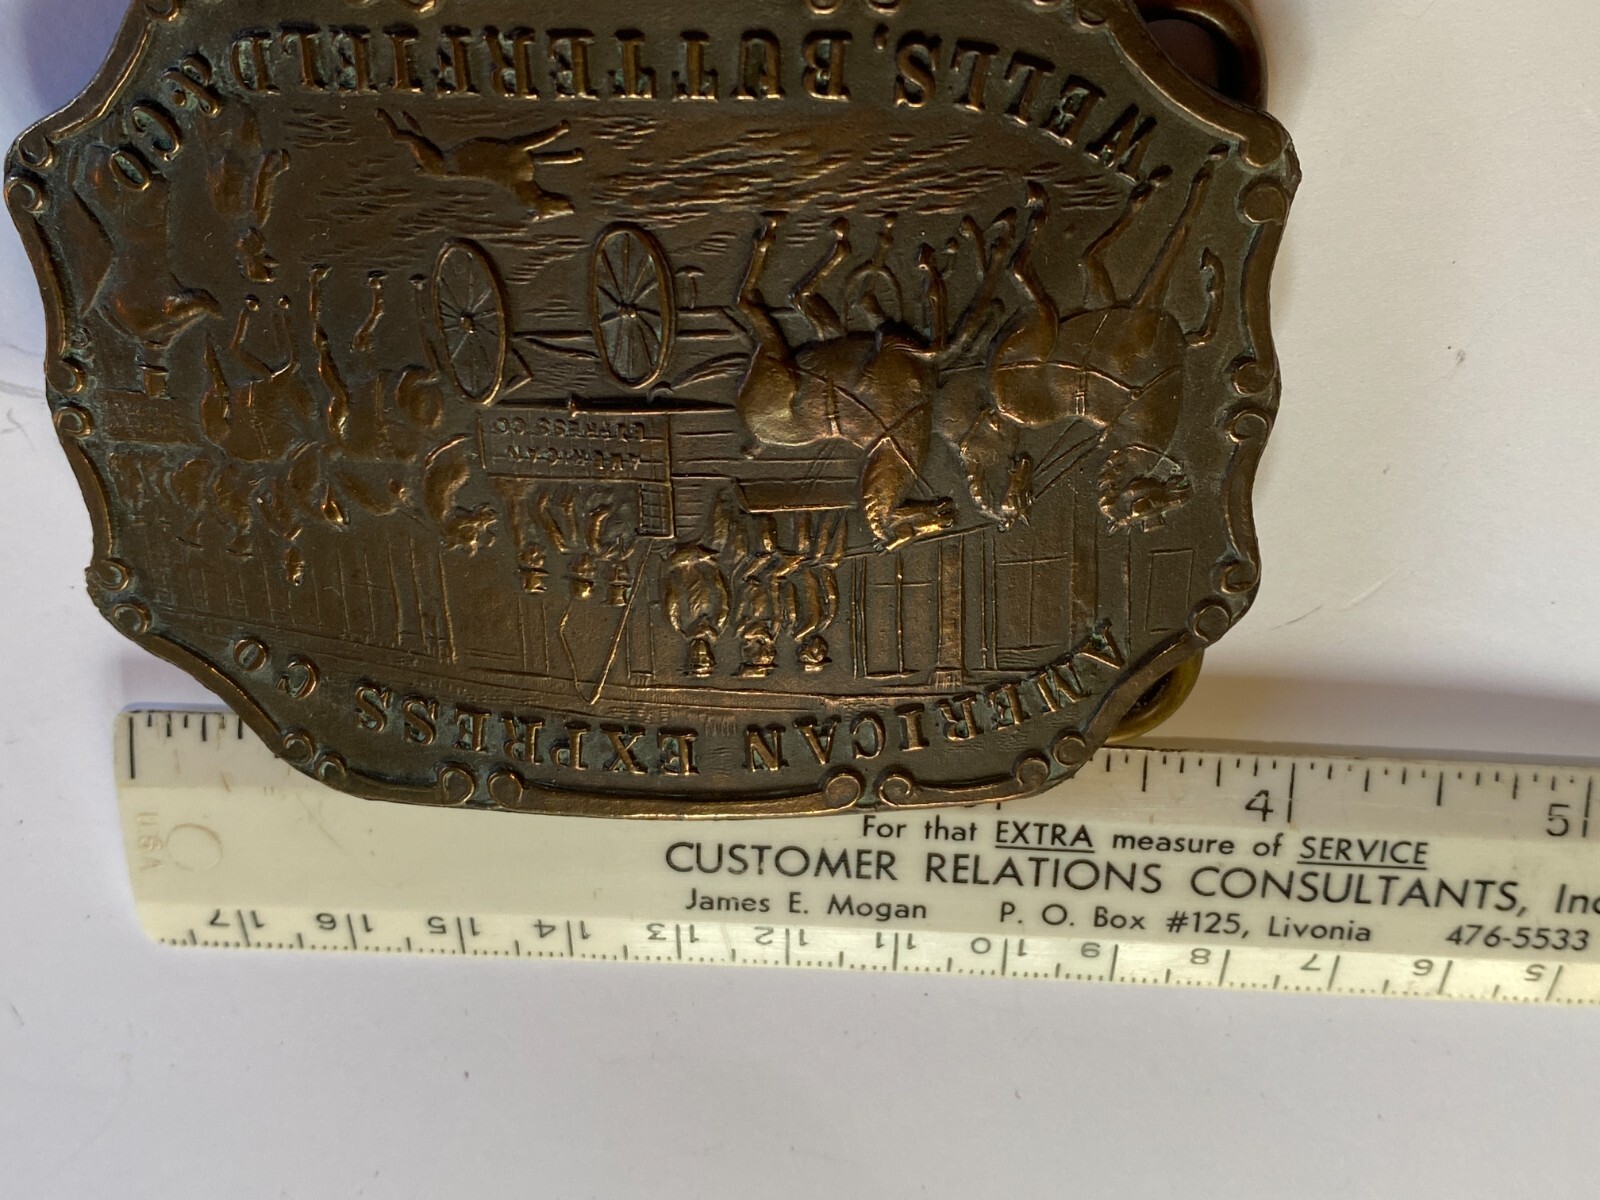 WELLS, BUTTERFIELD & CO
AMERICAN
EXPRESS CO
AMERICAN EXPRESS CO
4 5
For that EXTRA measure of SERVICE
CUSTOMER RELATIONS CONSULTANTS, Inc
James E. Mogan P. O. Box #125, Livonia 476-5533
USA
17 16 15 14 13 12 11 10 9 8 7 6 5